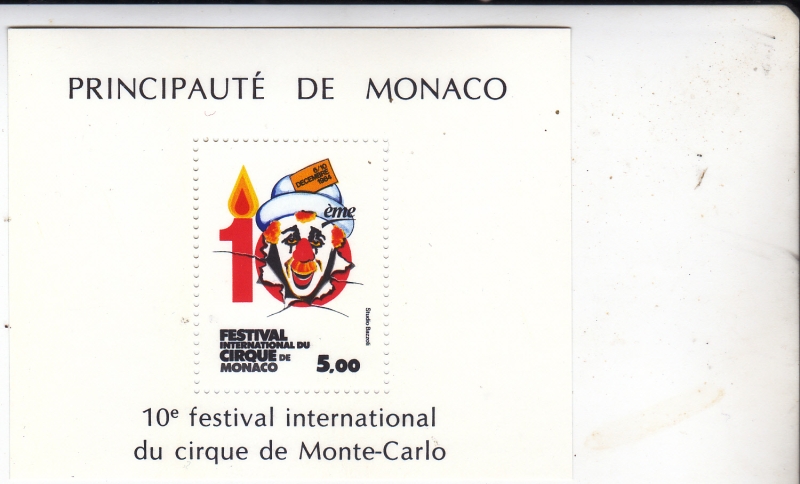 PRINCIPAUTÉ DE MONACO
6/10
DÉCEMBRE
1984
ème
10
Studio Bazzoli
FESTIVAL
INTERNATIONAL DU
CIRQUE DE
MONACO
5,00
10e festival international
du cirque de Monte-Carlo